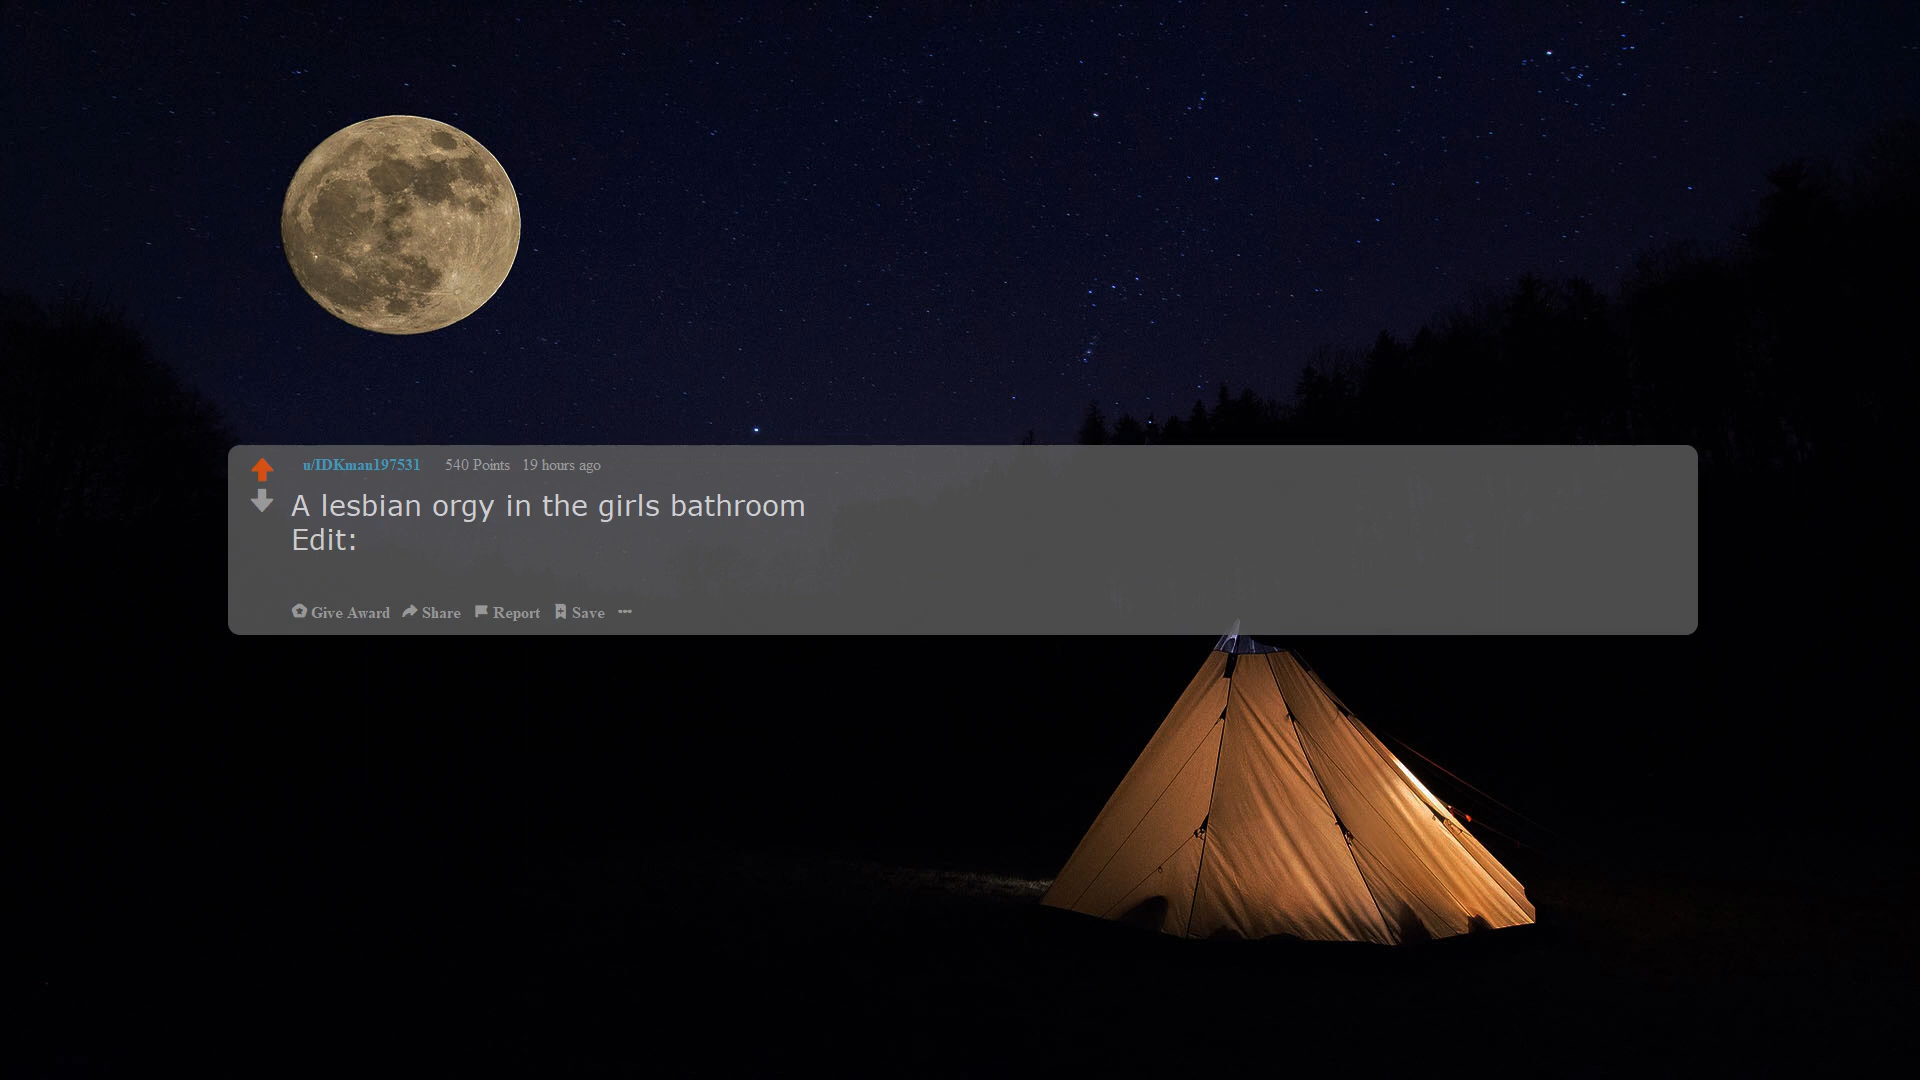 u/IDKman197531 540 Points 19 hours ago
A lesbian orgy in the girls bathroom
Edit:
Give Award Share Report Save